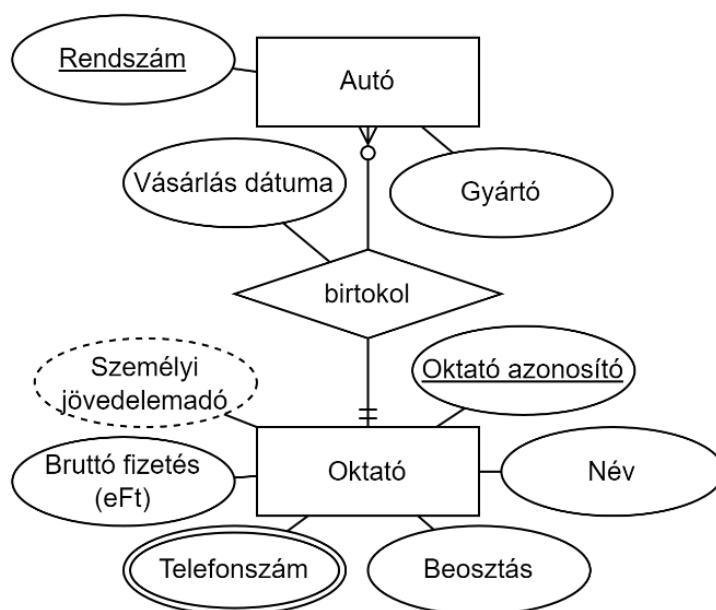 Rendszám
Autó
Vásárlás dátuma
Gyártó
birtokol
Személyi
jövedelemadó
Oktató azonosító
Bruttó fizetés
(eFt)
Oktató
Név
Telefonszám
Beosztás